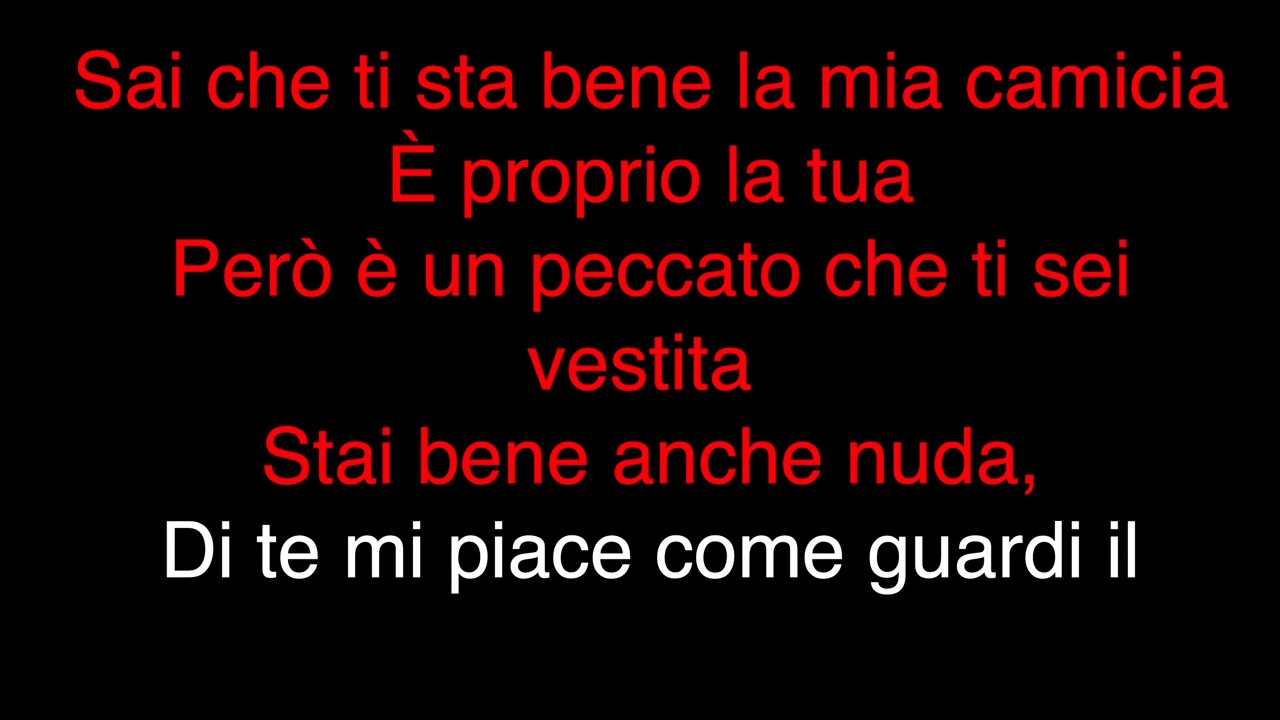 Sai che ti sta bene la mia camicia
È proprio la tua
Però è un peccato che ti sei
vestita
Stai bene anche nuda,
Di te mi piace come guardi il